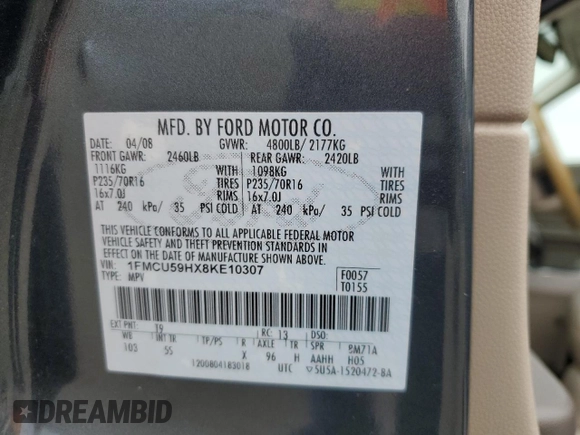 MFD. BY FORD MOTOR CO.
DATE: 04/08 GVWR: 4800LB/ 2177KG
FRONT GAWR: 2460LB REAR GAWR: 2420LB
1116KG WITH 1098KG WITH
P235/70R16 TIRES P235/70R16 TIRES
16x7.0J RIMS 16x7.0J RIMS
AT 240 kPa/ 35 PSI COLD AT 240 kPa/ 35 PSI COLD
THIS VEHICLE CONFORMS TO ALL APPLICABLE FEDERAL MOTOR
VEHICLE SAFETY AND THEFT PREVENTION STANDARDS IN
EFFECT ON THE DATE OF MANUFACTURE SHOWN ABOVE.
VIN: 1FMCU59HX8KE10307
TYPE: MPV
F0057
T0155
EXT PNT: 19 RC: 13 DSO:
WB INT TR TP/PS R AXLE TR SPR BM71A
103 55 X 96 H AAHH H05
1200804183018 UTC 5U5A-1520472-BA
DREAMBID